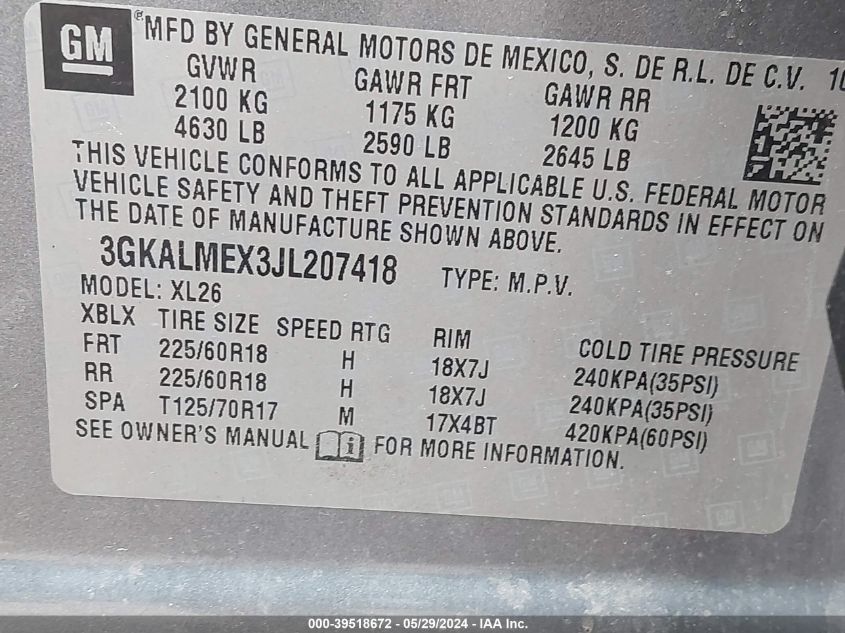 GM
®MFD BY GENERAL MOTORS DE MEXICO, S. DE R.L. DE C.V. 10
GVWR GAWR FRT GAWR RR
2100 KG 1175 KG 1200 KG
4630 LB 2590 LB 2645 LB
THIS VEHICLE CONFORMS TO ALL APPLICABLE U.S. FEDERAL MOTOR
VEHICLE SAFETY AND THEFT PREVENTION STANDARDS IN EFFECT ON
THE DATE OF MANUFACTURE SHOWN ABOVE.
3GKALMEX3JL207418 TYPE: M.P.V.
MODEL: XL26
XBLX TIRE SIZE SPEED RTG RIM COLD TIRE PRESSURE
FRT 225/60R18 H 18X7J 240KPA(35PSI)
RR 225/60R18 H 18X7J 240KPA(35PSI)
SPA T125/70R17 M 17X4BT 420KPA(60PSI)
SEE OWNER'S MANUAL i FOR MORE INFORMATION.
000-39518672 - 05/29/2024 - IAA Inc.